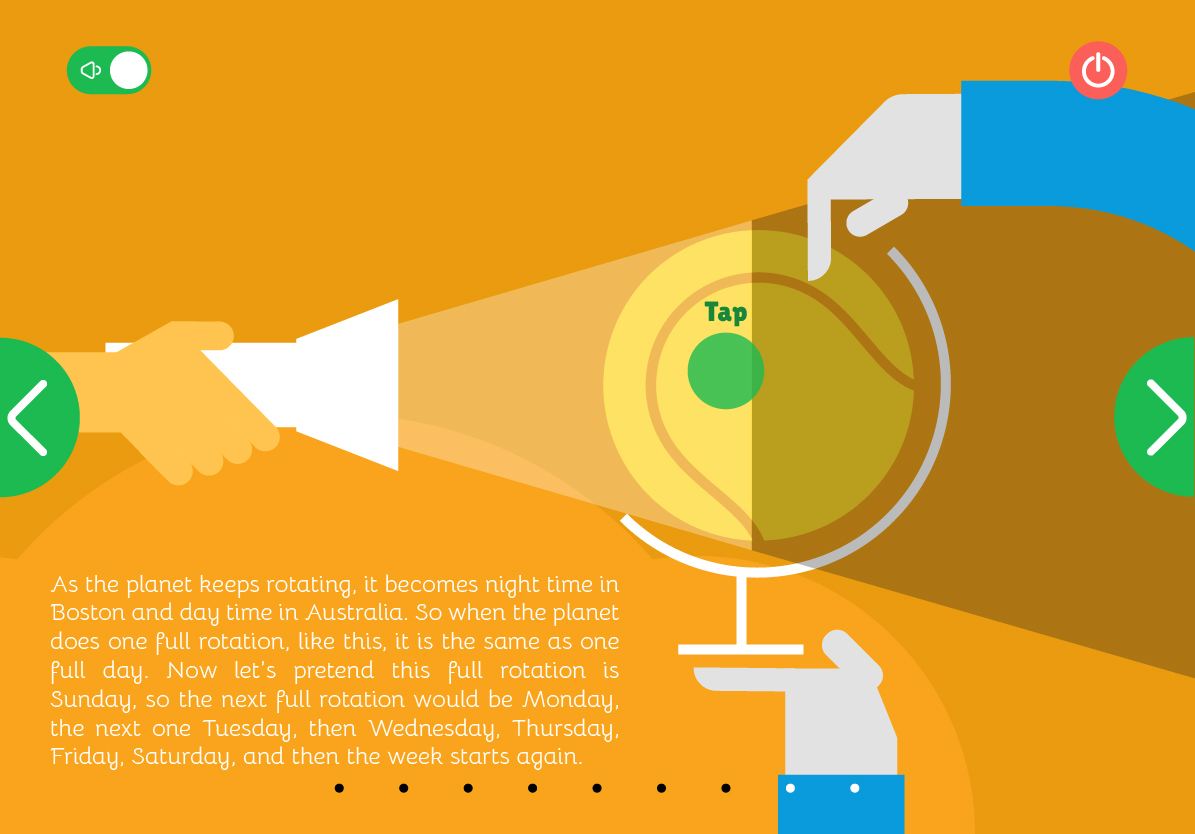 Tap
As the planet keeps rotating, it becomes night time in
Boston and day time in Australia. So when the planet
does one full rotation, like this, it is the same as one
full day. Now let's pretend this full rotation is
Sunday, so the next full rotation would be Monday,
the next one Tuesday, then Wednesday, Thursday,
Friday, Saturday, and then the week starts again.